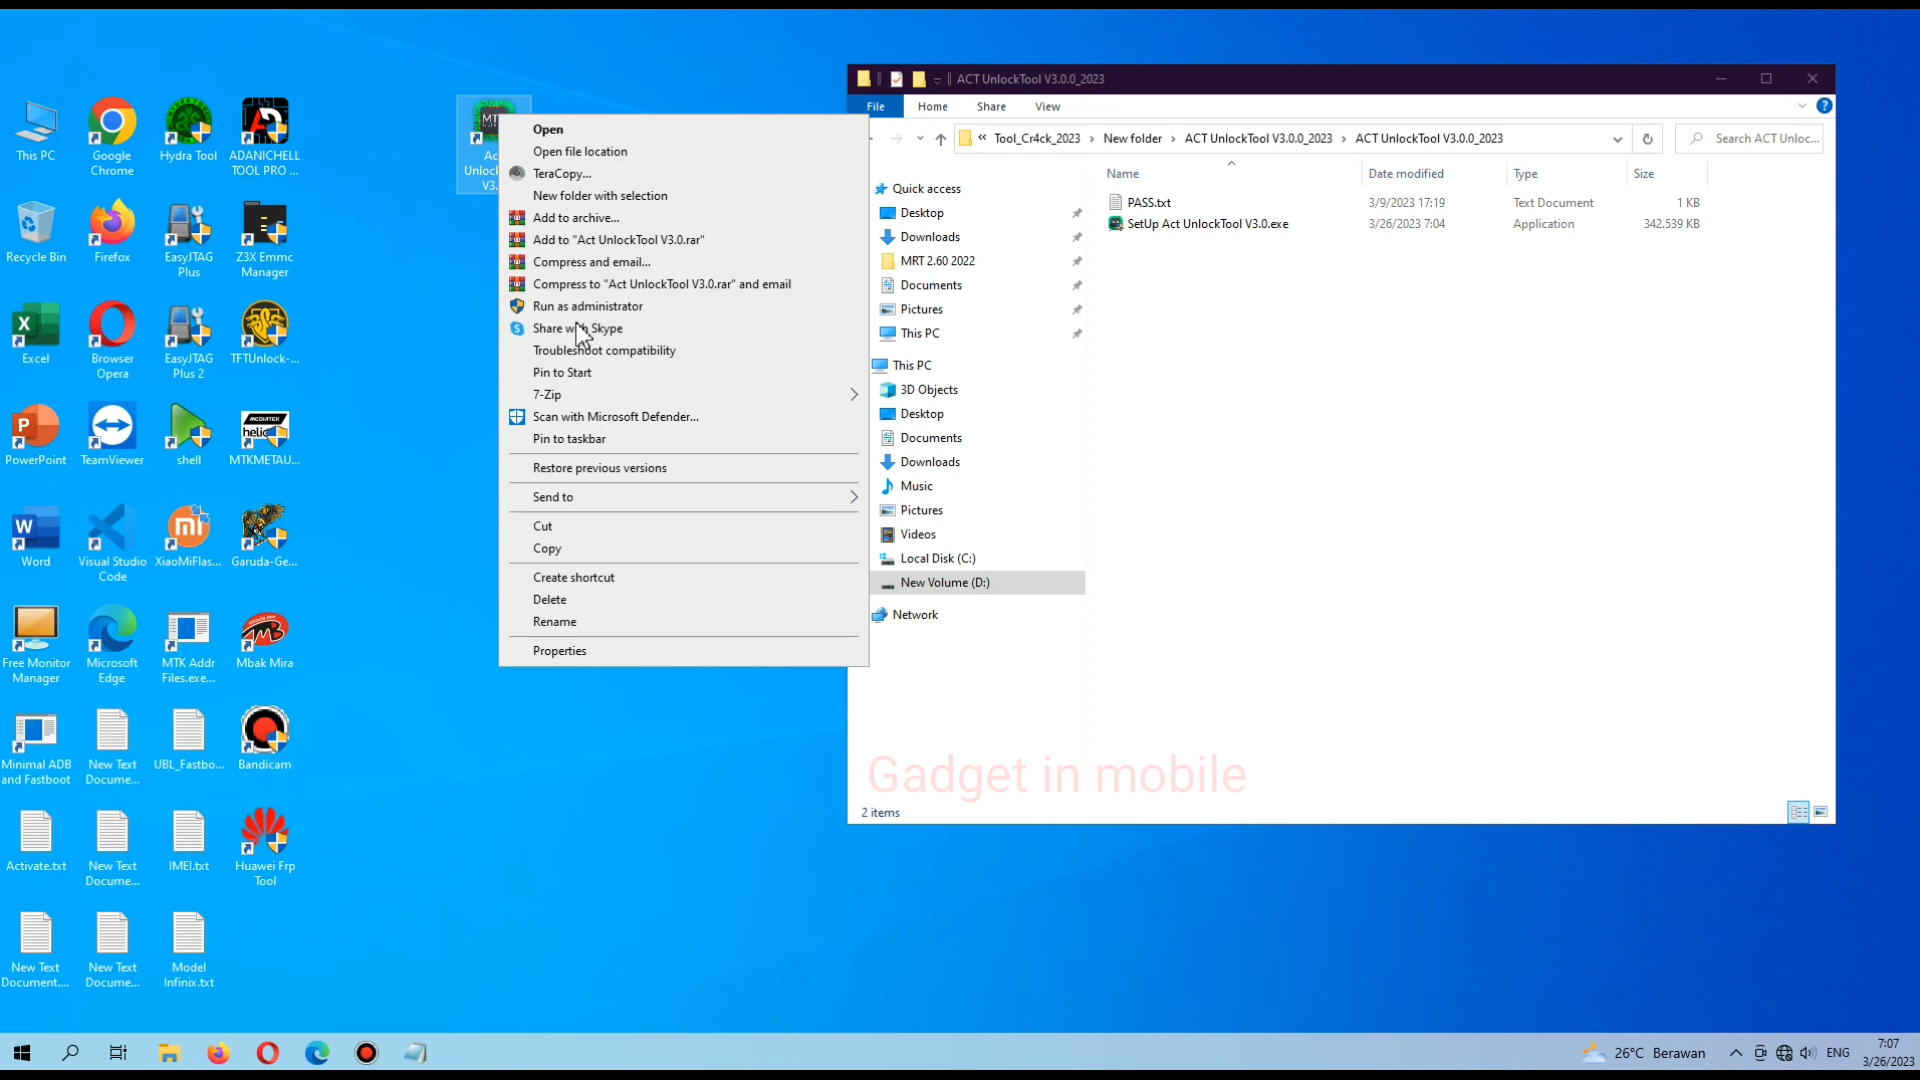 This PC
Google
Chrome
Hydra Tool
ADANICHELL
TOOL PRO ...
Recycle Bin
Firefox
EasyJTAG
Plus
Z3X Emmc
Manager
Excel
Browser
Opera
EasyJTAG
Plus 2
TFTUnlock-...
PowerPoint
TeamViewer
shell
MEDIATEK
helio
MTKMETAU...
Word
Visual Studio
Code
XiaoMiFlas...
Garuda-Ge...
Free Monitor
Manager
Microsoft
Edge
MTK Addr
Files.exe...
Mbak Mira
Minimal ADB
and Fastboot
New Text
Docume...
UBL_Fastbo...
Bandicam
Activate.txt
New Text
Docume...
IMEI.txt
Huawei Frp
Tool
New Text
Document....
New Text
Docume...
Model
Infinix.txt
Open
Open file location
TeraCopy...
New folder with selection
Add to archive...
Add to "Act UnlockTool V3.0.rar"
Compress and email...
Compress to "Act UnlockTool V3.0.rar" and email
Run as administrator
Share with Skype
Troubleshoot compatibility
Pin to Start
7-Zip
Scan with Microsoft Defender...
Pin to taskbar
Restore previous versions
Send to
Cut
Copy
Create shortcut
Delete
Rename
Properties
ACT UnlockTool V3.0.0_2023
File Home Share View
« Tool_Cr4ck_2023 › New folder › ACT UnlockTool V3.0.0_2023 › ACT UnlockTool V3.0.0_2023
Search ACT Unloc...
Name Date modified Type Size
PASS.txt 3/9/2023 17:19 Text Document 1 KB
SetUp Act UnlockTool V3.0.exe 3/26/2023 7:04 Application 342.539 KB
Quick access
Desktop
Downloads
MRT 2.60 2022
Documents
Pictures
This PC
This PC
3D Objects
Desktop
Documents
Downloads
Music
Pictures
Videos
Local Disk (C:)
New Volume (D:)
Network
Gadget in mobile
2 items
26°C Berawan
ENG
7:07
3/26/2023